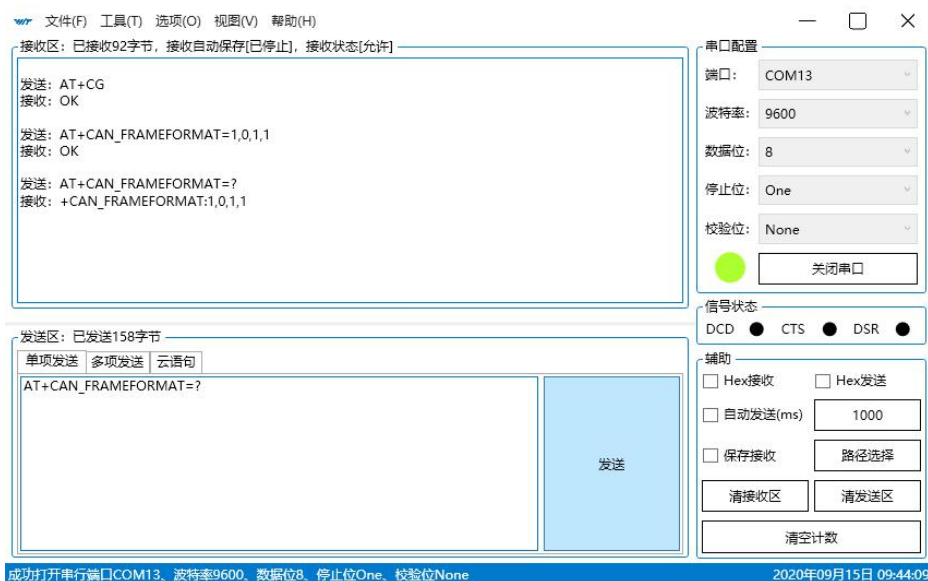 WIT 文件(F) 工具(T) 选项(O) 视图(V) 帮助(H)
接收区：已接收92字节，接收自动保存[已停止]，接收状态[允许]
发送：AT+CG
接收：OK
发送：AT+CAN_FRAMEFORMAT=1,0,1,1
接收：OK
发送：AT+CAN_FRAMEFORMAT=?
接收：+CAN_FRAMEFORMAT:1,0,1,1
发送区：已发送158字节
单项发送 多项发送 云语句
AT+CAN_FRAMEFORMAT=?
发送
串口配置
端口： COM13
波特率： 9600
数据位： 8
停止位： One
校验位： None
关闭串口
信号状态
DCD CTS DSR
辅助
Hex接收 Hex发送
自动发送(ms) 1000
保存接收 路径选择
清接收区 清发送区
清空计数
成功打开串行端口COM13、波特率9600、数据位8、停止位One、校验位None 2020年09月15日 09:44:09